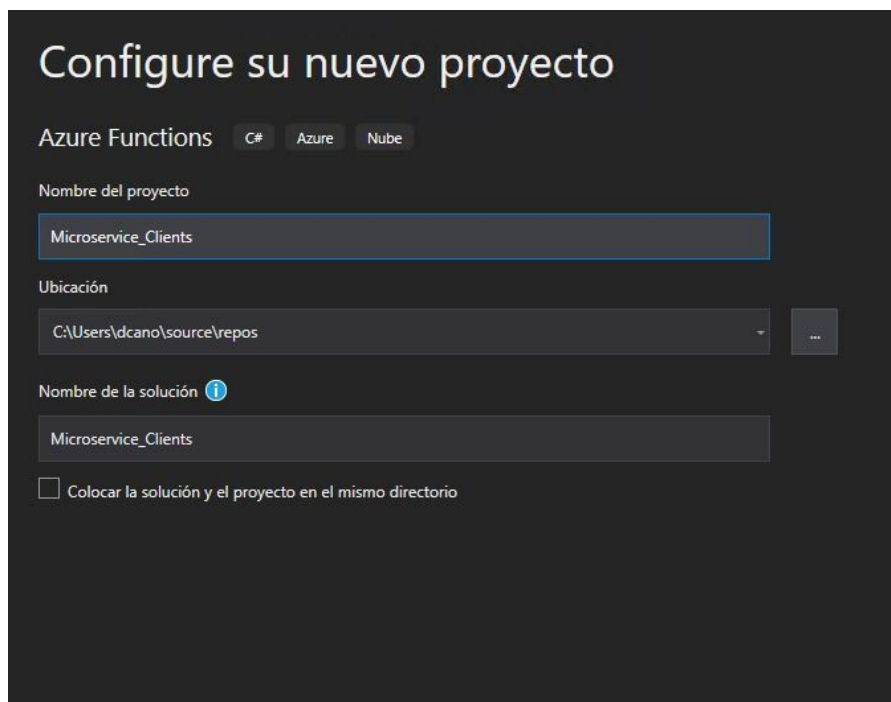 Configure su nuevo proyecto
Azure Functions C# Azure Nube
Nombre del proyecto
Microservice_Clients
Ubicación
C:\Users\dcano\source\repos
...
Nombre de la solución
Microservice_Clients
Colocar la solución y el proyecto en el mismo directorio